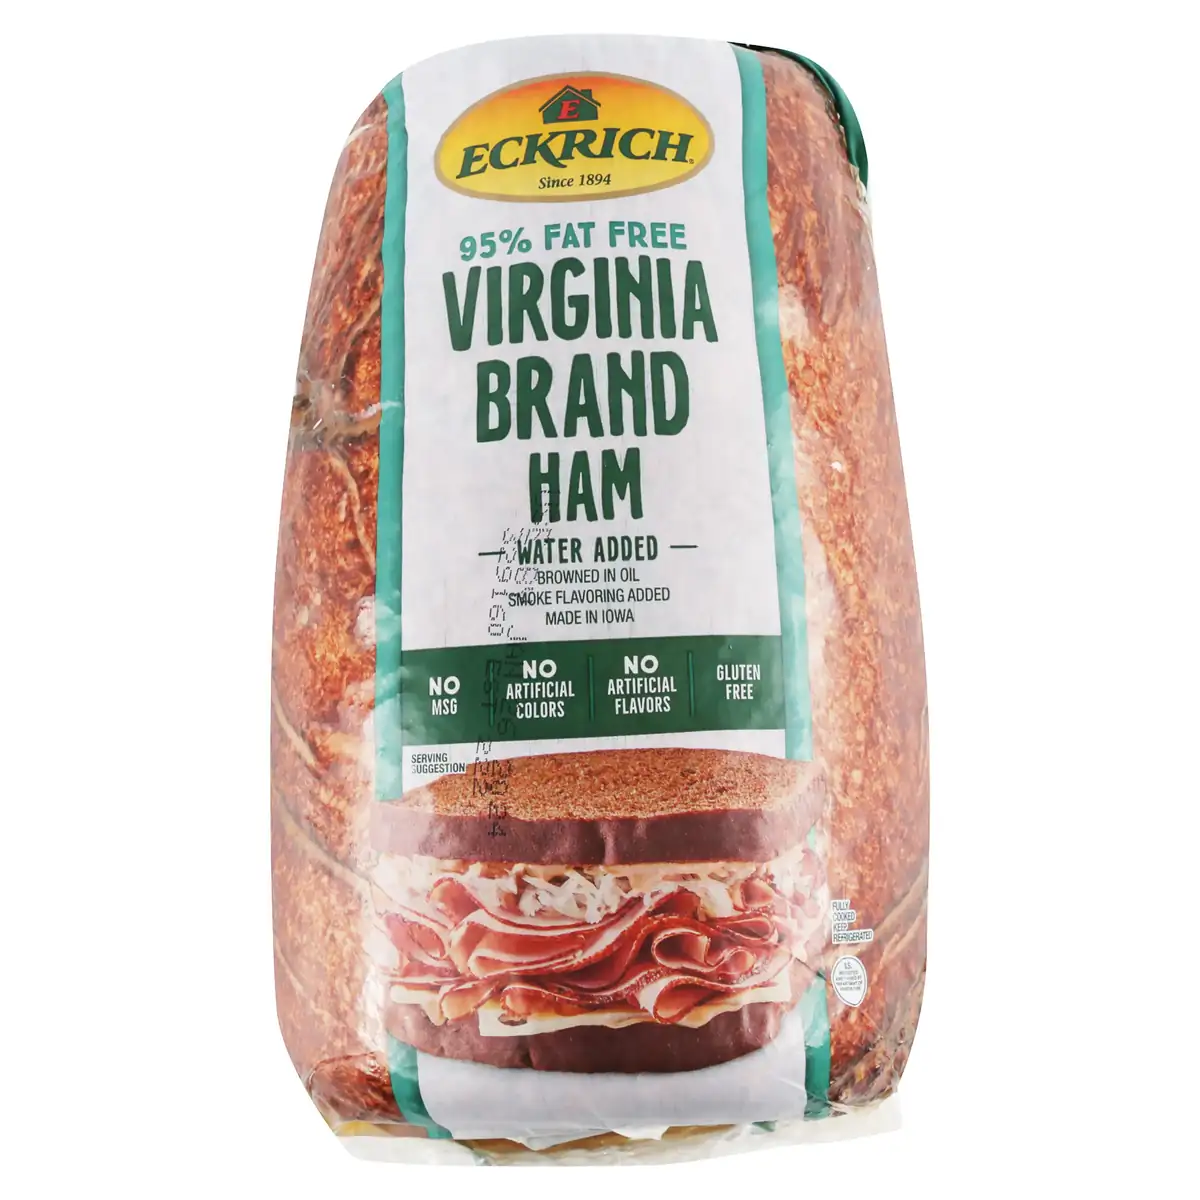 E
ECKRICH®
Since 1894
95% FAT FREE
VIRGINIA
BRAND
HAM
— WATER ADDED —
BROWNED IN OIL
SMOKE FLAVORING ADDED
MADE IN IOWA
NO
MSG
NO
ARTIFICIAL
COLORS
NO
ARTIFICIAL
FLAVORS
GLUTEN
FREE
SERVING
SUGGESTION
FULLY
COOKED
KEEP
REFRIGERATED